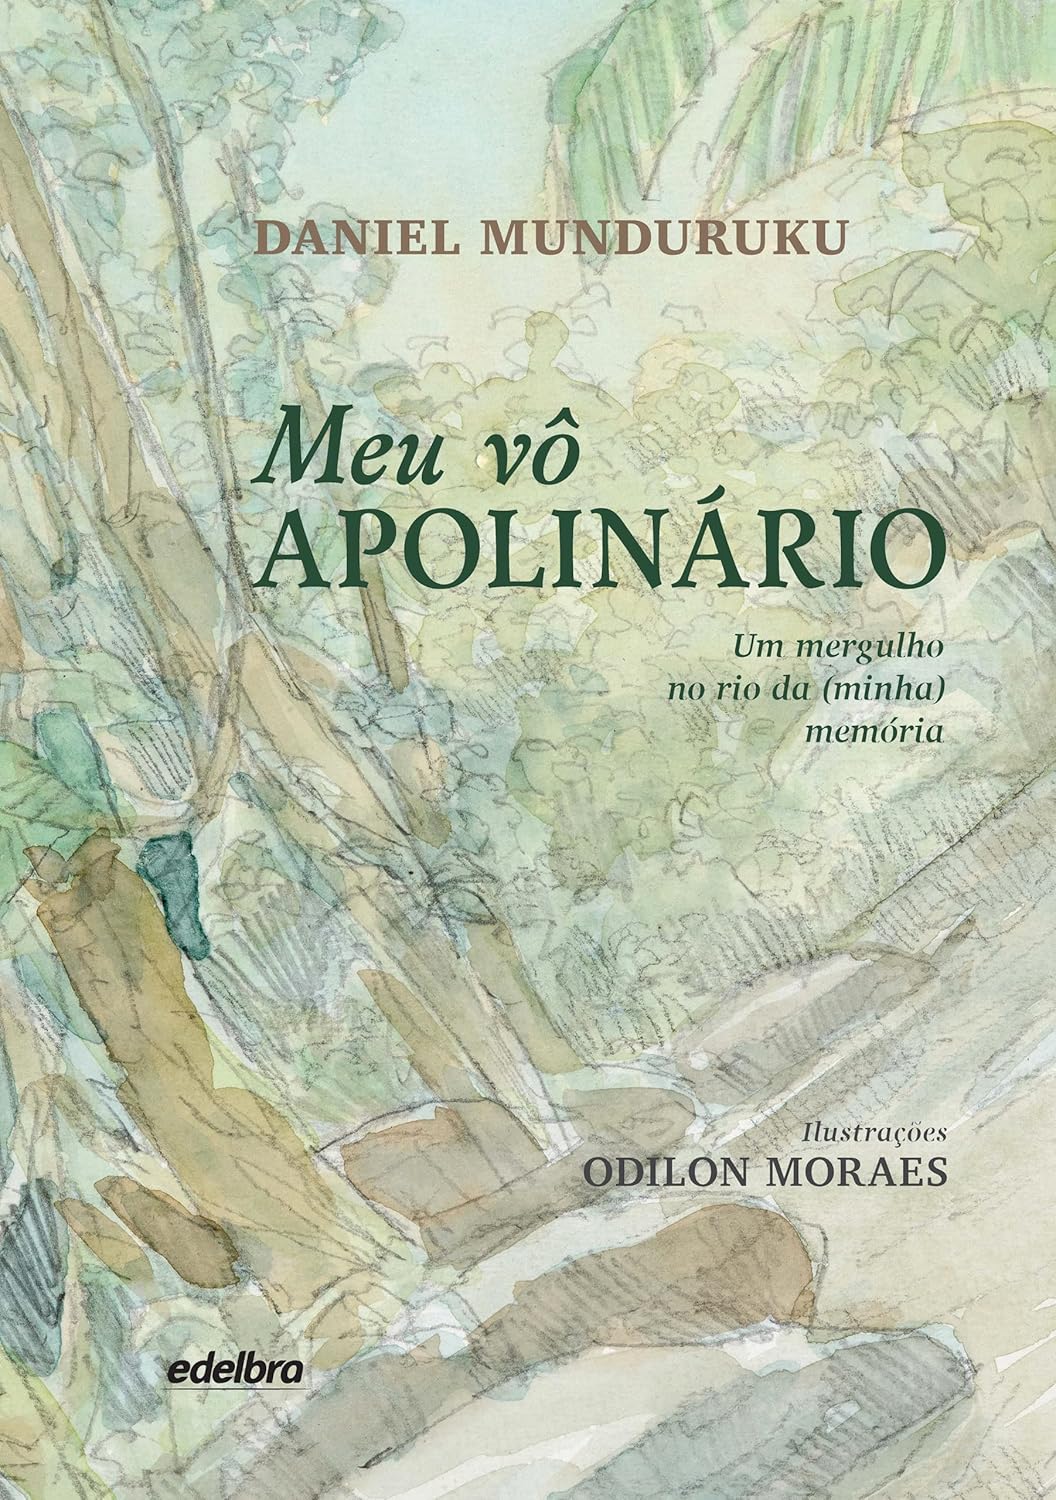 DANIEL MUNDURUKU
Meu vô
APOLINÁRIO
Um mergulho
no rio da (minha)
memória
Ilustrações
ODILON MORAES
edelbra